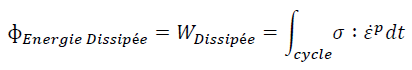 ϕ_{Energie Dissipée} = W_{Dissipée} = ∫_{cycle} σ : ε̇^p dt